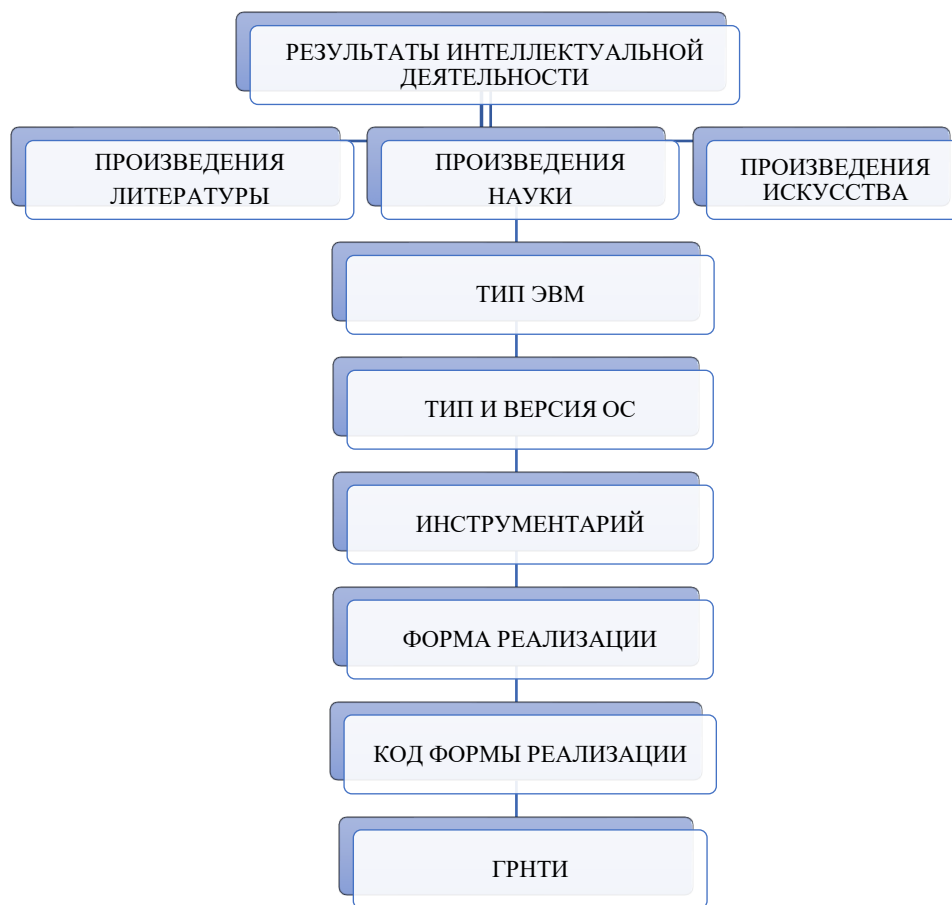 РЕЗУЛЬТАТЫ ИНТЕЛЛЕКТУАЛЬНОЙ
ДЕЯТЕЛЬНОСТИ
ПРОИЗВЕДЕНИЯ
ЛИТЕРАТУРЫ
ПРОИЗВЕДЕНИЯ
НАУКИ
ПРОИЗВЕДЕНИЯ
ИСКУССТВА
ТИП ЭВМ
ТИП И ВЕРСИЯ ОС
ИНСТРУМЕНТАРИЙ
ФОРМА РЕАЛИЗАЦИИ
КОД ФОРМЫ РЕАЛИЗАЦИИ
ГРНТИ